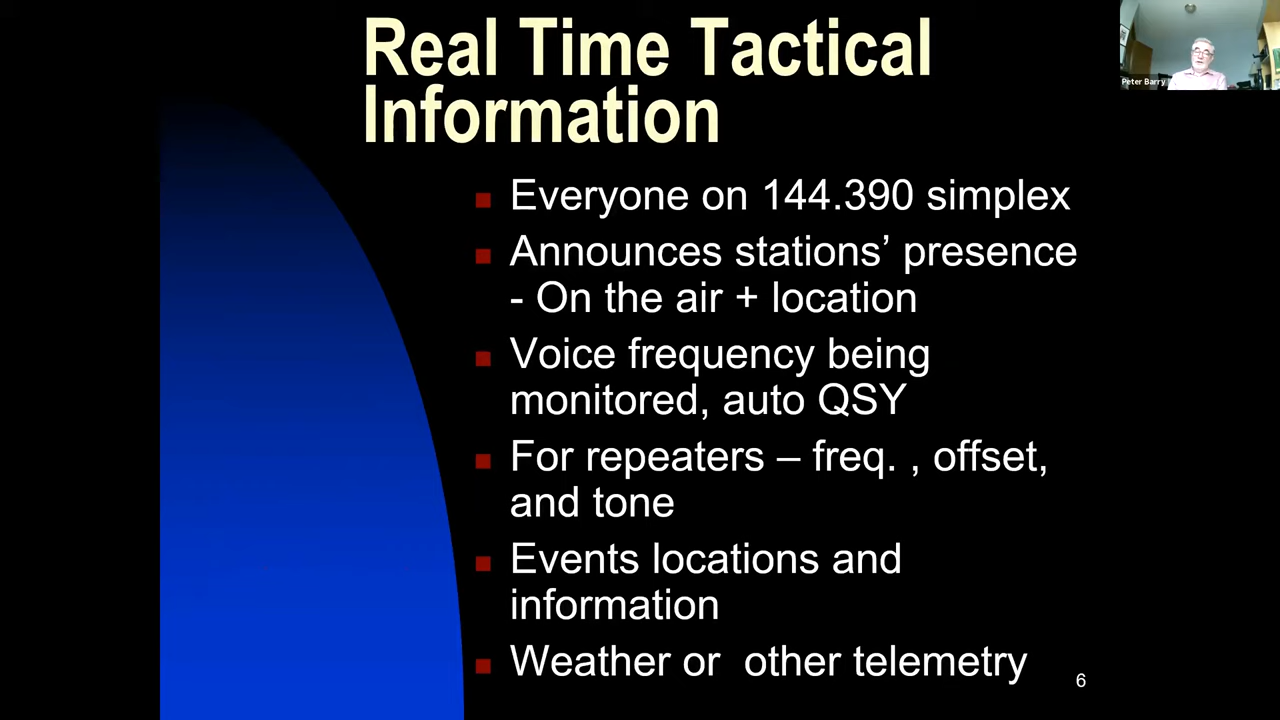 Real Time Tactical
Information
Peter Barry
Everyone on 144.390 simplex
Announces stations’ presence
- On the air + location
Voice frequency being
monitored, auto QSY
For repeaters – freq. , offset,
and tone
Events locations and
information
Weather or other telemetry
6